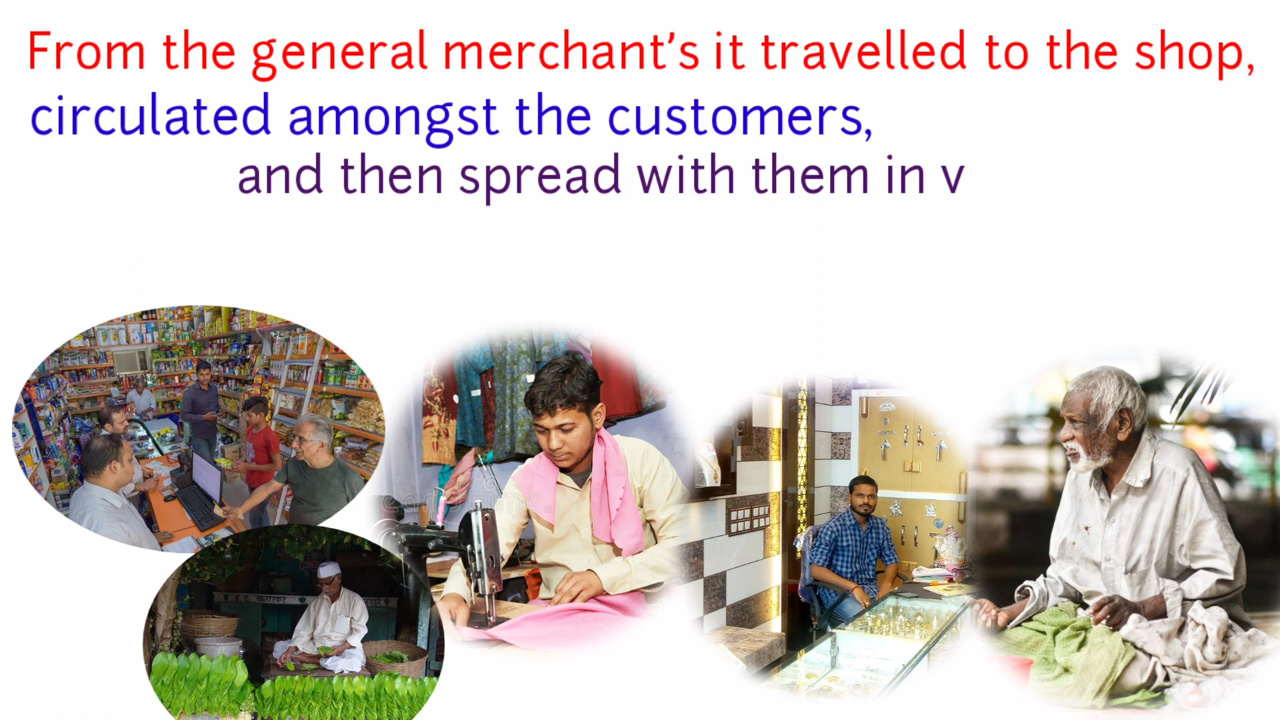 From the general merchant's it travelled to the shop,
circulated amongst the customers,
and then spread with them in v